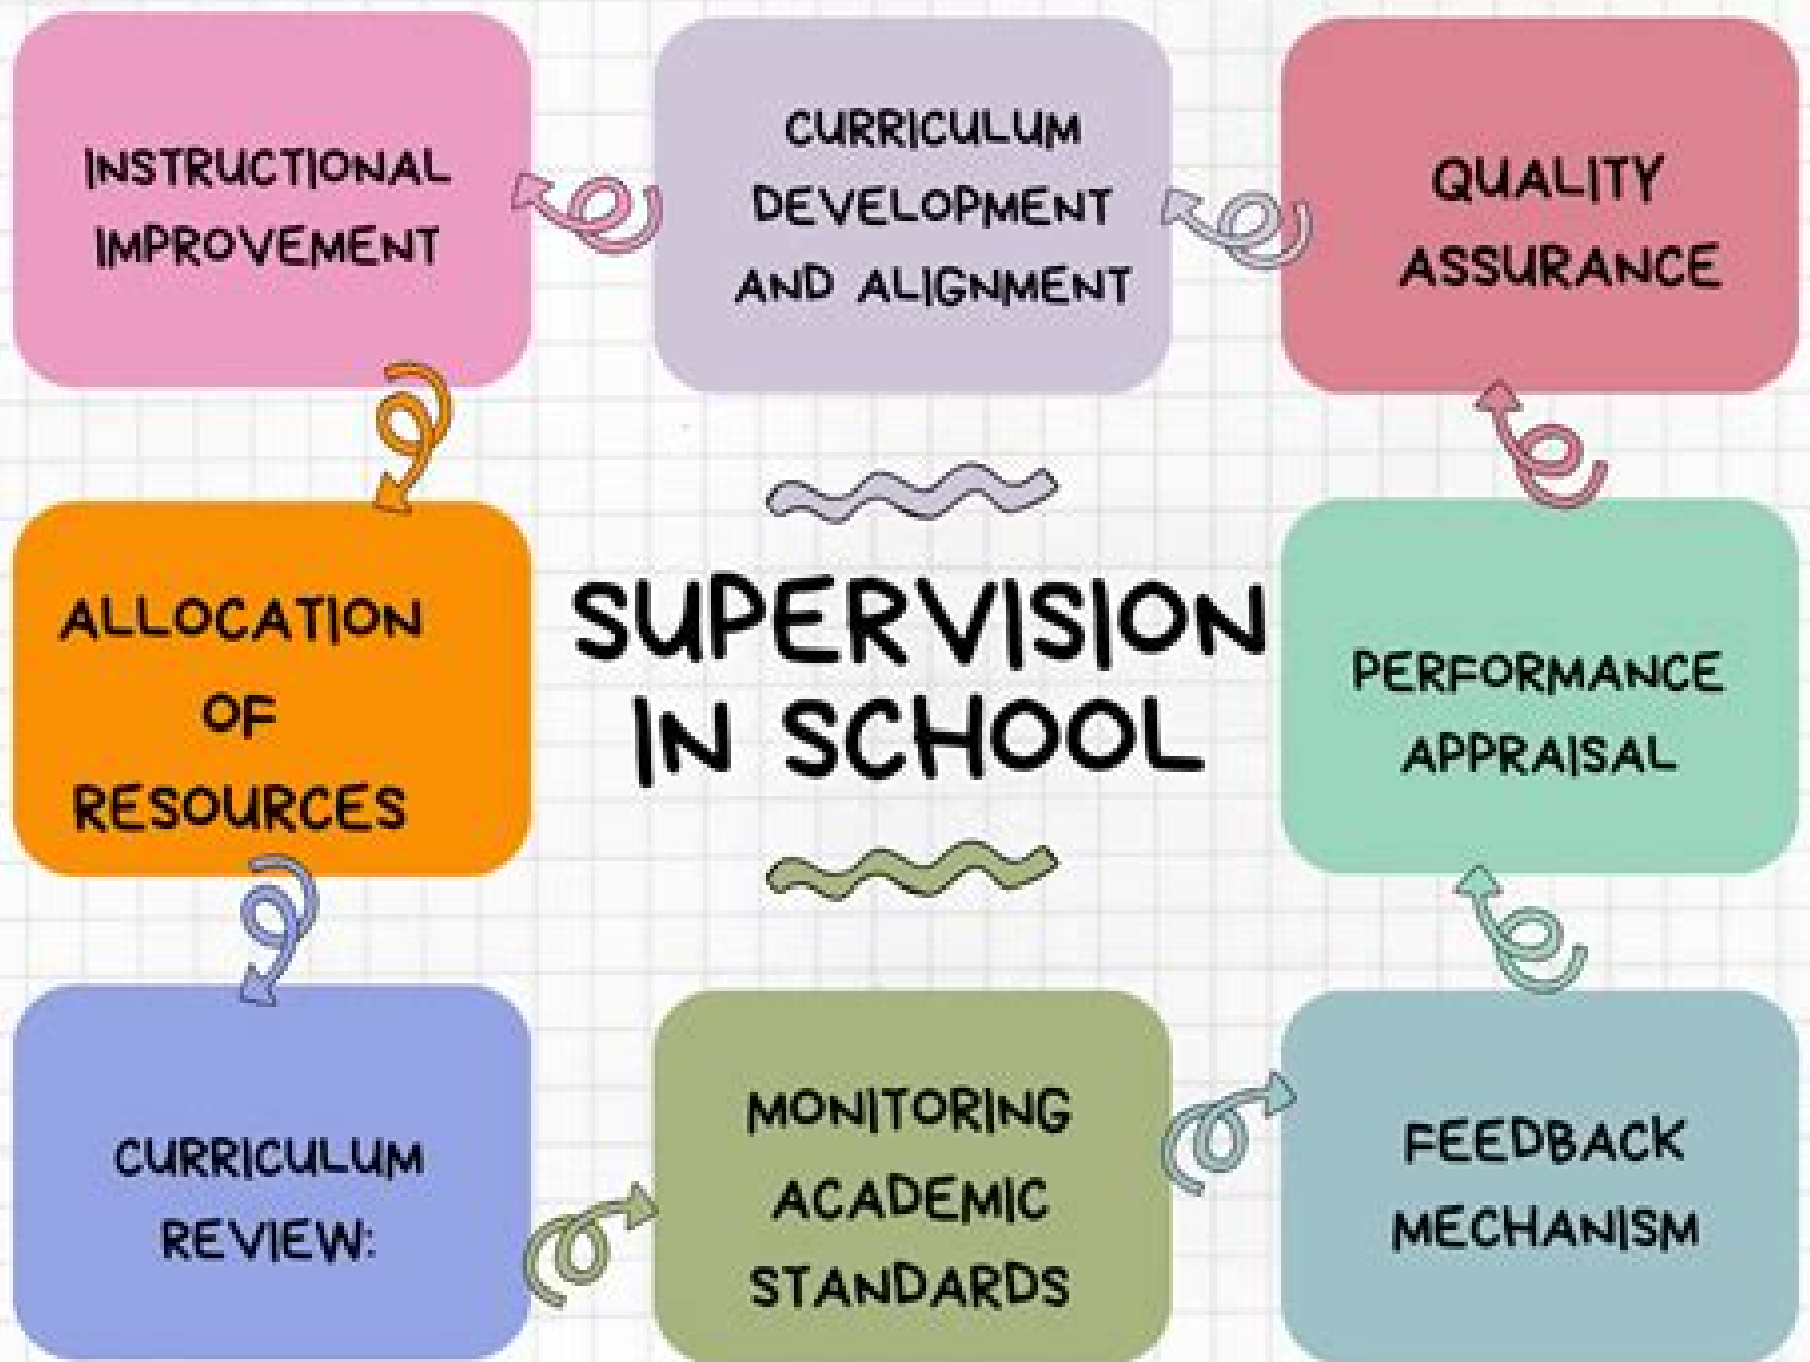 INSTRUCTIONAL
IMPROVEMENT
CURRICULUM
DEVELOPMENT
AND ALIGNMENT
QUALITY
ASSURANCE
ALLOCATION
OF
RESOURCES
SUPERVISION
IN SCHOOL
PERFORMANCE
APPRAISAL
CURRICULUM
REVIEW:
MONITORING
ACADEMIC
STANDARDS
FEEDBACK
MECHANISM